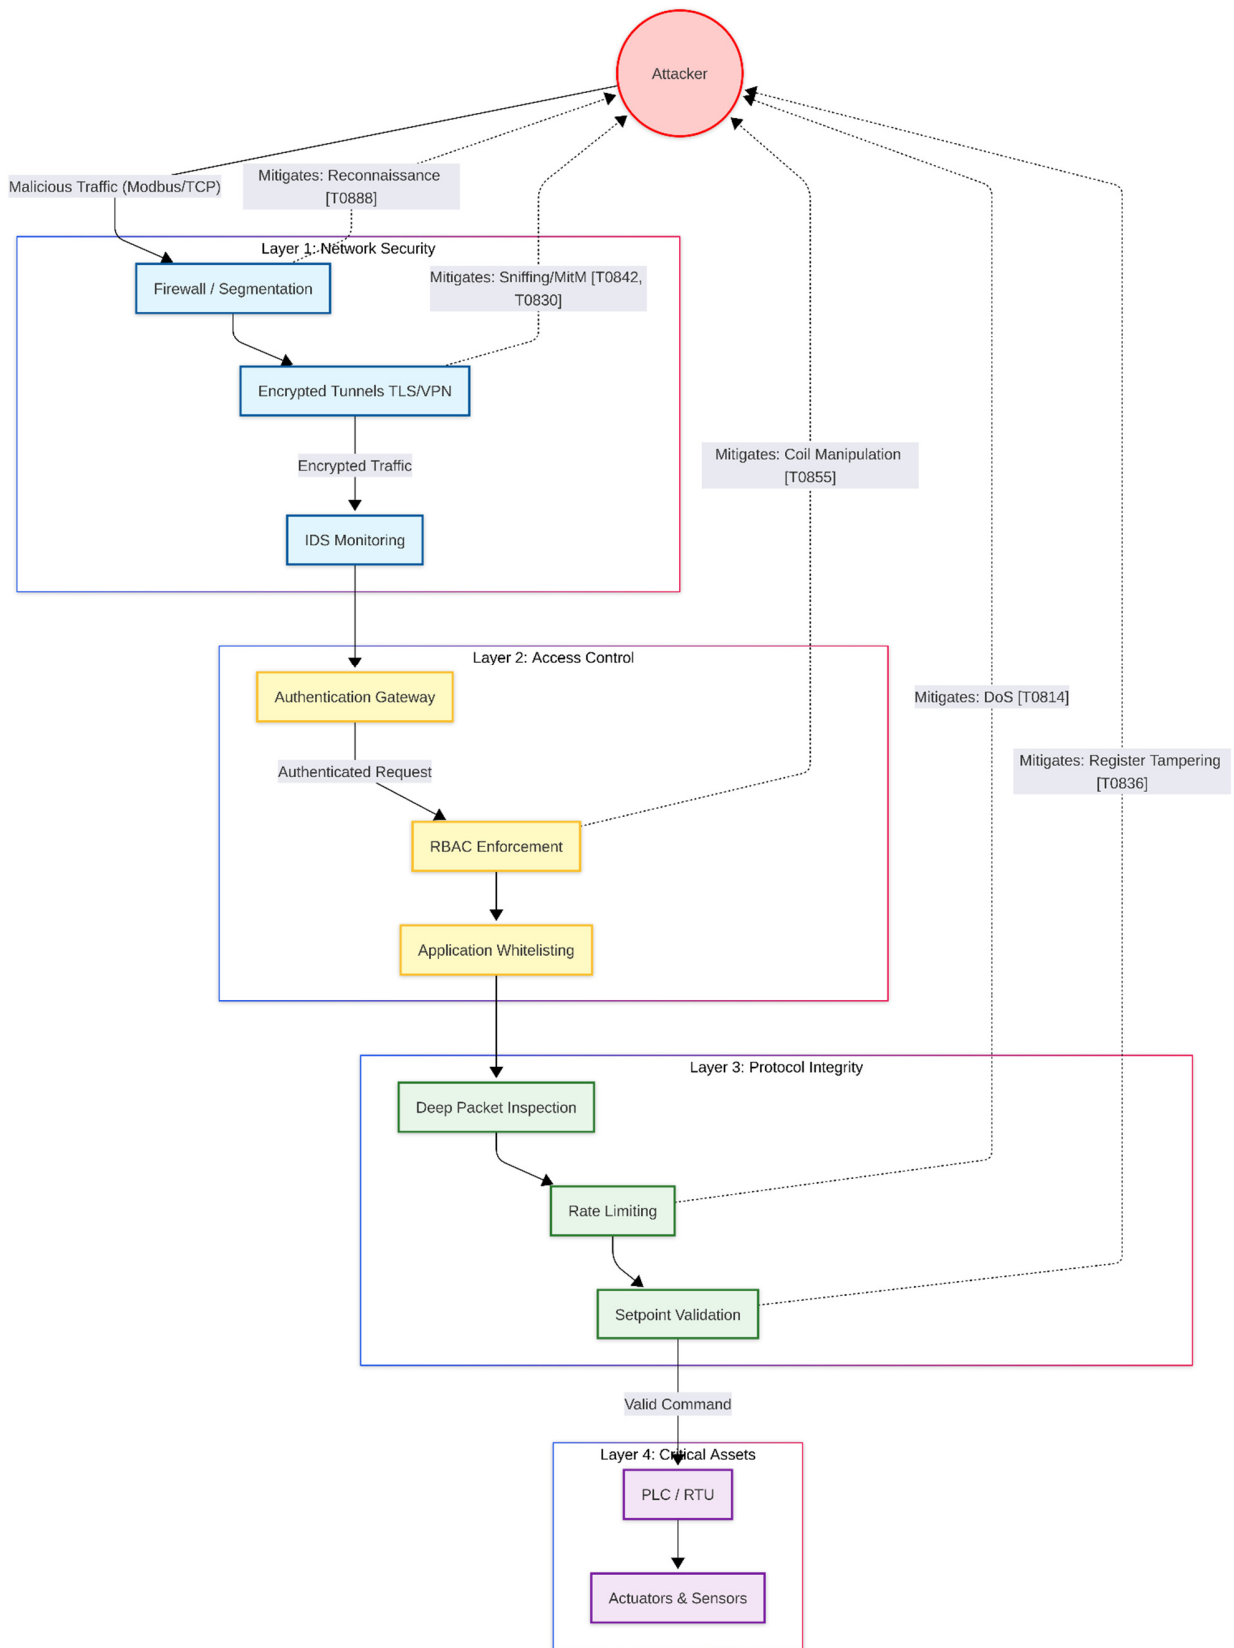 Attacker
Malicious Traffic (Modbus/TCP)
Mitigates: Reconnaissance
[T0888]
Layer 1: Network Security
Firewall / Segmentation
Mitigates: Sniffing/MitM [T0842,
T0830]
Encrypted Tunnels TLS/VPN
Encrypted Traffic
Mitigates: Coil Manipulation
[T0855]
IDS Monitoring
Layer 2: Access Control
Authentication Gateway
Mitigates: DoS [T0814]
Authenticated Request
Mitigates: Register Tampering
[T0836]
RBAC Enforcement
Application Whitelisting
Layer 3: Protocol Integrity
Deep Packet Inspection
Rate Limiting
Setpoint Validation
Valid Command
Layer 4: Critical Assets
PLC / RTU
Actuators & Sensors